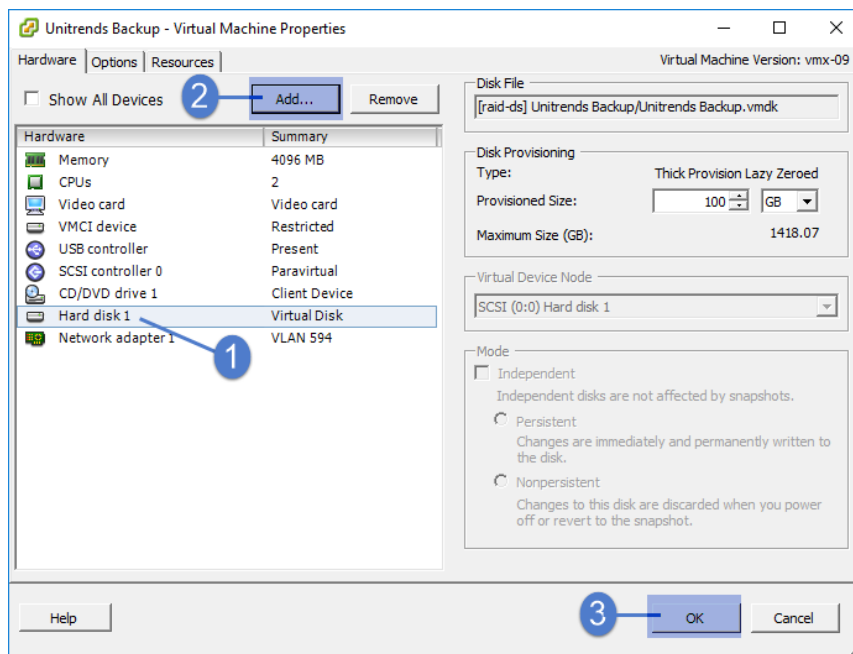 Unitrends Backup - Virtual Machine Properties
Hardware Options Resources
Virtual Machine Version: vmx-09
Show All Devices
2
Add...
Remove
Hardware Summary
Memory 4096 MB
CPUs 2
Video card Video card
VMCI device Restricted
USB controller Present
SCSI controller 0 Paravirtual
CD/DVD drive 1 Client Device
Hard disk 1 Virtual Disk
Network adapter 1 VLAN 594
1
Disk File
[raid-ds] Unitrends Backup/Unitrends Backup.vmdk
Disk Provisioning
Type: Thick Provision Lazy Zeroed
Provisioned Size: 100 GB
Maximum Size (GB): 1418.07
Virtual Device Node
SCSI (0:0) Hard disk 1
Mode
Independent
Independent disks are not affected by snapshots.
Persistent
Changes are immediately and permanently written to
the disk.
Nonpersistent
Changes to this disk are discarded when you power
off or revert to the snapshot.
Help
3
OK
Cancel